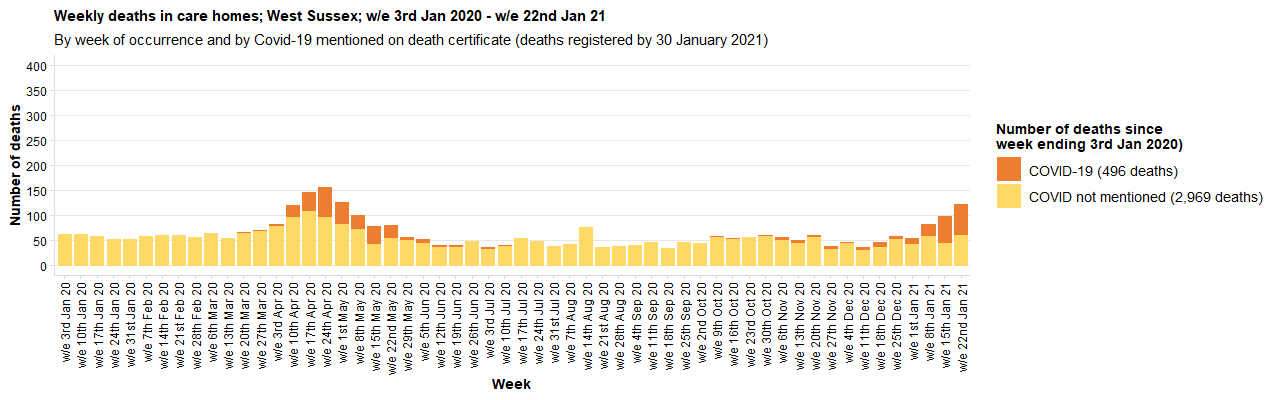 Weekly deaths in care homes; West Sussex; w/e 3rd Jan 2020 - w/e 22nd Jan 21
By week of occurrence and by Covid-19 mentioned on death certificate (deaths registered by 30 January 2021)
Number of deaths
400
350
300
250
200
150
100
50
0
w/e 3rd Jan 20
w/e 10th Jan 20
w/e 17th Jan 20
w/e 24th Jan 20
w/e 31st Jan 20
w/e 7th Feb 20
w/e 14th Feb 20
w/e 21st Feb 20
w/e 28th Feb 20
w/e 6th Mar 20
w/e 13th Mar 20
w/e 20th Mar 20
w/e 27th Mar 20
w/e 3rd Apr 20
w/e 10th Apr 20
w/e 17th Apr 20
w/e 24th Apr 20
w/e 1st May 20
w/e 8th May 20
w/e 15th May 20
w/e 22nd May 20
w/e 29th May 20
w/e 5th Jun 20
w/e 12th Jun 20
w/e 19th Jun 20
w/e 26th Jun 20
w/e 3rd Jul 20
w/e 10th Jul 20
w/e 17th Jul 20
w/e 24th Jul 20
w/e 31st Jul 20
w/e 7th Aug 20
w/e 14th Aug 20
w/e 21st Aug 20
w/e 28th Aug 20
w/e 4th Sep 20
w/e 11th Sep 20
w/e 18th Sep 20
w/e 25th Sep 20
w/e 2nd Oct 20
w/e 9th Oct 20
w/e 16th Oct 20
w/e 23rd Oct 20
w/e 30th Oct 20
w/e 6th Nov 20
w/e 13th Nov 20
w/e 20th Nov 20
w/e 27th Nov 20
w/e 4th Dec 20
w/e 11th Dec 20
w/e 18th Dec 20
w/e 25th Dec 20
w/e 1st Jan 21
w/e 8th Jan 21
w/e 15th Jan 21
w/e 22nd Jan 21
Week
Number of deaths since
week ending 3rd Jan 2020)
COVID-19 (496 deaths)
COVID not mentioned (2,969 deaths)